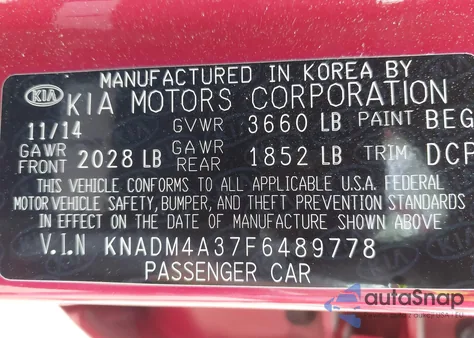 MANUFACTURED IN KOREA BY
KIA KIA MOTORS CORPORATION
11/14 GVWR 3660 LB PAINT BEG
GAWR FRONT 2028 LB GAWR REAR 1852 LB TRIM DCP
THIS VEHICLE CONFORMS TO ALL APPLICABLE U.S.A. FEDERAL
MOTOR VEHICLE SAFETY, BUMPER, AND THEFT PREVENTION STANDARDS
IN EFFECT ON THE DATE OF MANUFACTURE SHOWN ABOVE
V.I.N KNADM4A37F6489778
PASSENGER CAR
autoSnap